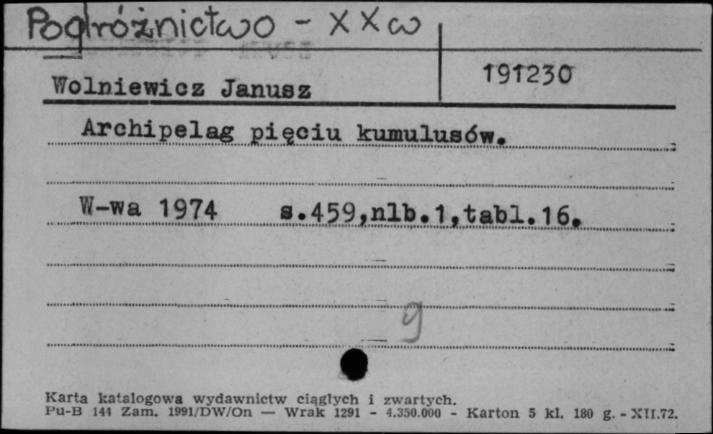 Podróżnictwo - XXw
191230
Wolniewicz Janusz
Archipelag pięciu kumulusów.
W-wa 1974 s.459,nlb.1,tabl.16.
g
Karta katalogowa wydawnictw ciągłych i zwartych.
Pu-B 144 Zam. 1991/DW/On — Wrak 1291 - 4.350.000 - Karton 5 kl. 180 g. - XII.72.